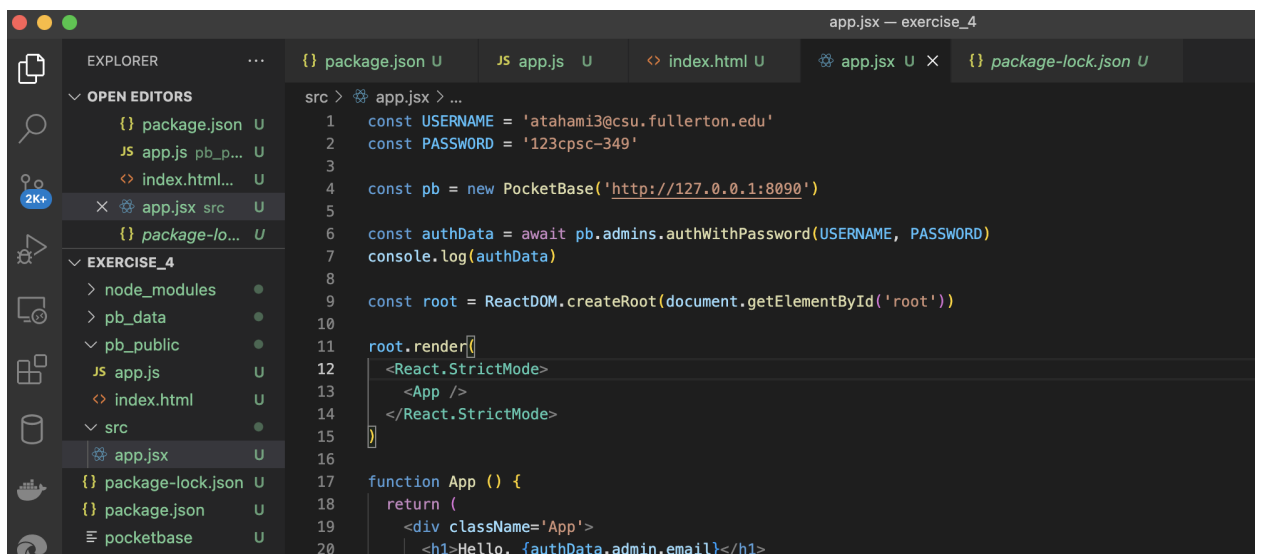 app.jsx — exercise_4
EXPLORER ...
{} package.json U JS app.js U <> index.html U app.jsx U × {} package-lock.json U
OPEN EDITORS
{} package.json U
JS app.js pb_p... U
<> index.html... U
× app.jsx src U
{} package-lo... U
EXERCISE_4
> node_modules
> pb_data
pb_public
JS app.js U
<> index.html U
src
app.jsx U
{} package-lock.json U
{} package.json U
pocketbase U
2K+
src > app.jsx > ...
1 const USERNAME = 'atahami3@csu.fullerton.edu'
2 const PASSWORD = '123cpsc-349'
3
4 const pb = new PocketBase('http://127.0.0.1:8090')
5
6 const authData = await pb.admins.authWithPassword(USERNAME, PASSWORD)
7 console.log(authData)
8
9 const root = ReactDOM.createRoot(document.getElementById('root'))
10
11 root.render(
12 <React.StrictMode>
13 <App />
14 </React.StrictMode>
15 )
16
17 function App () {
18 return (
19 <div className='App'>
20 <h1>Hello, {authData.admin.email}</h1>